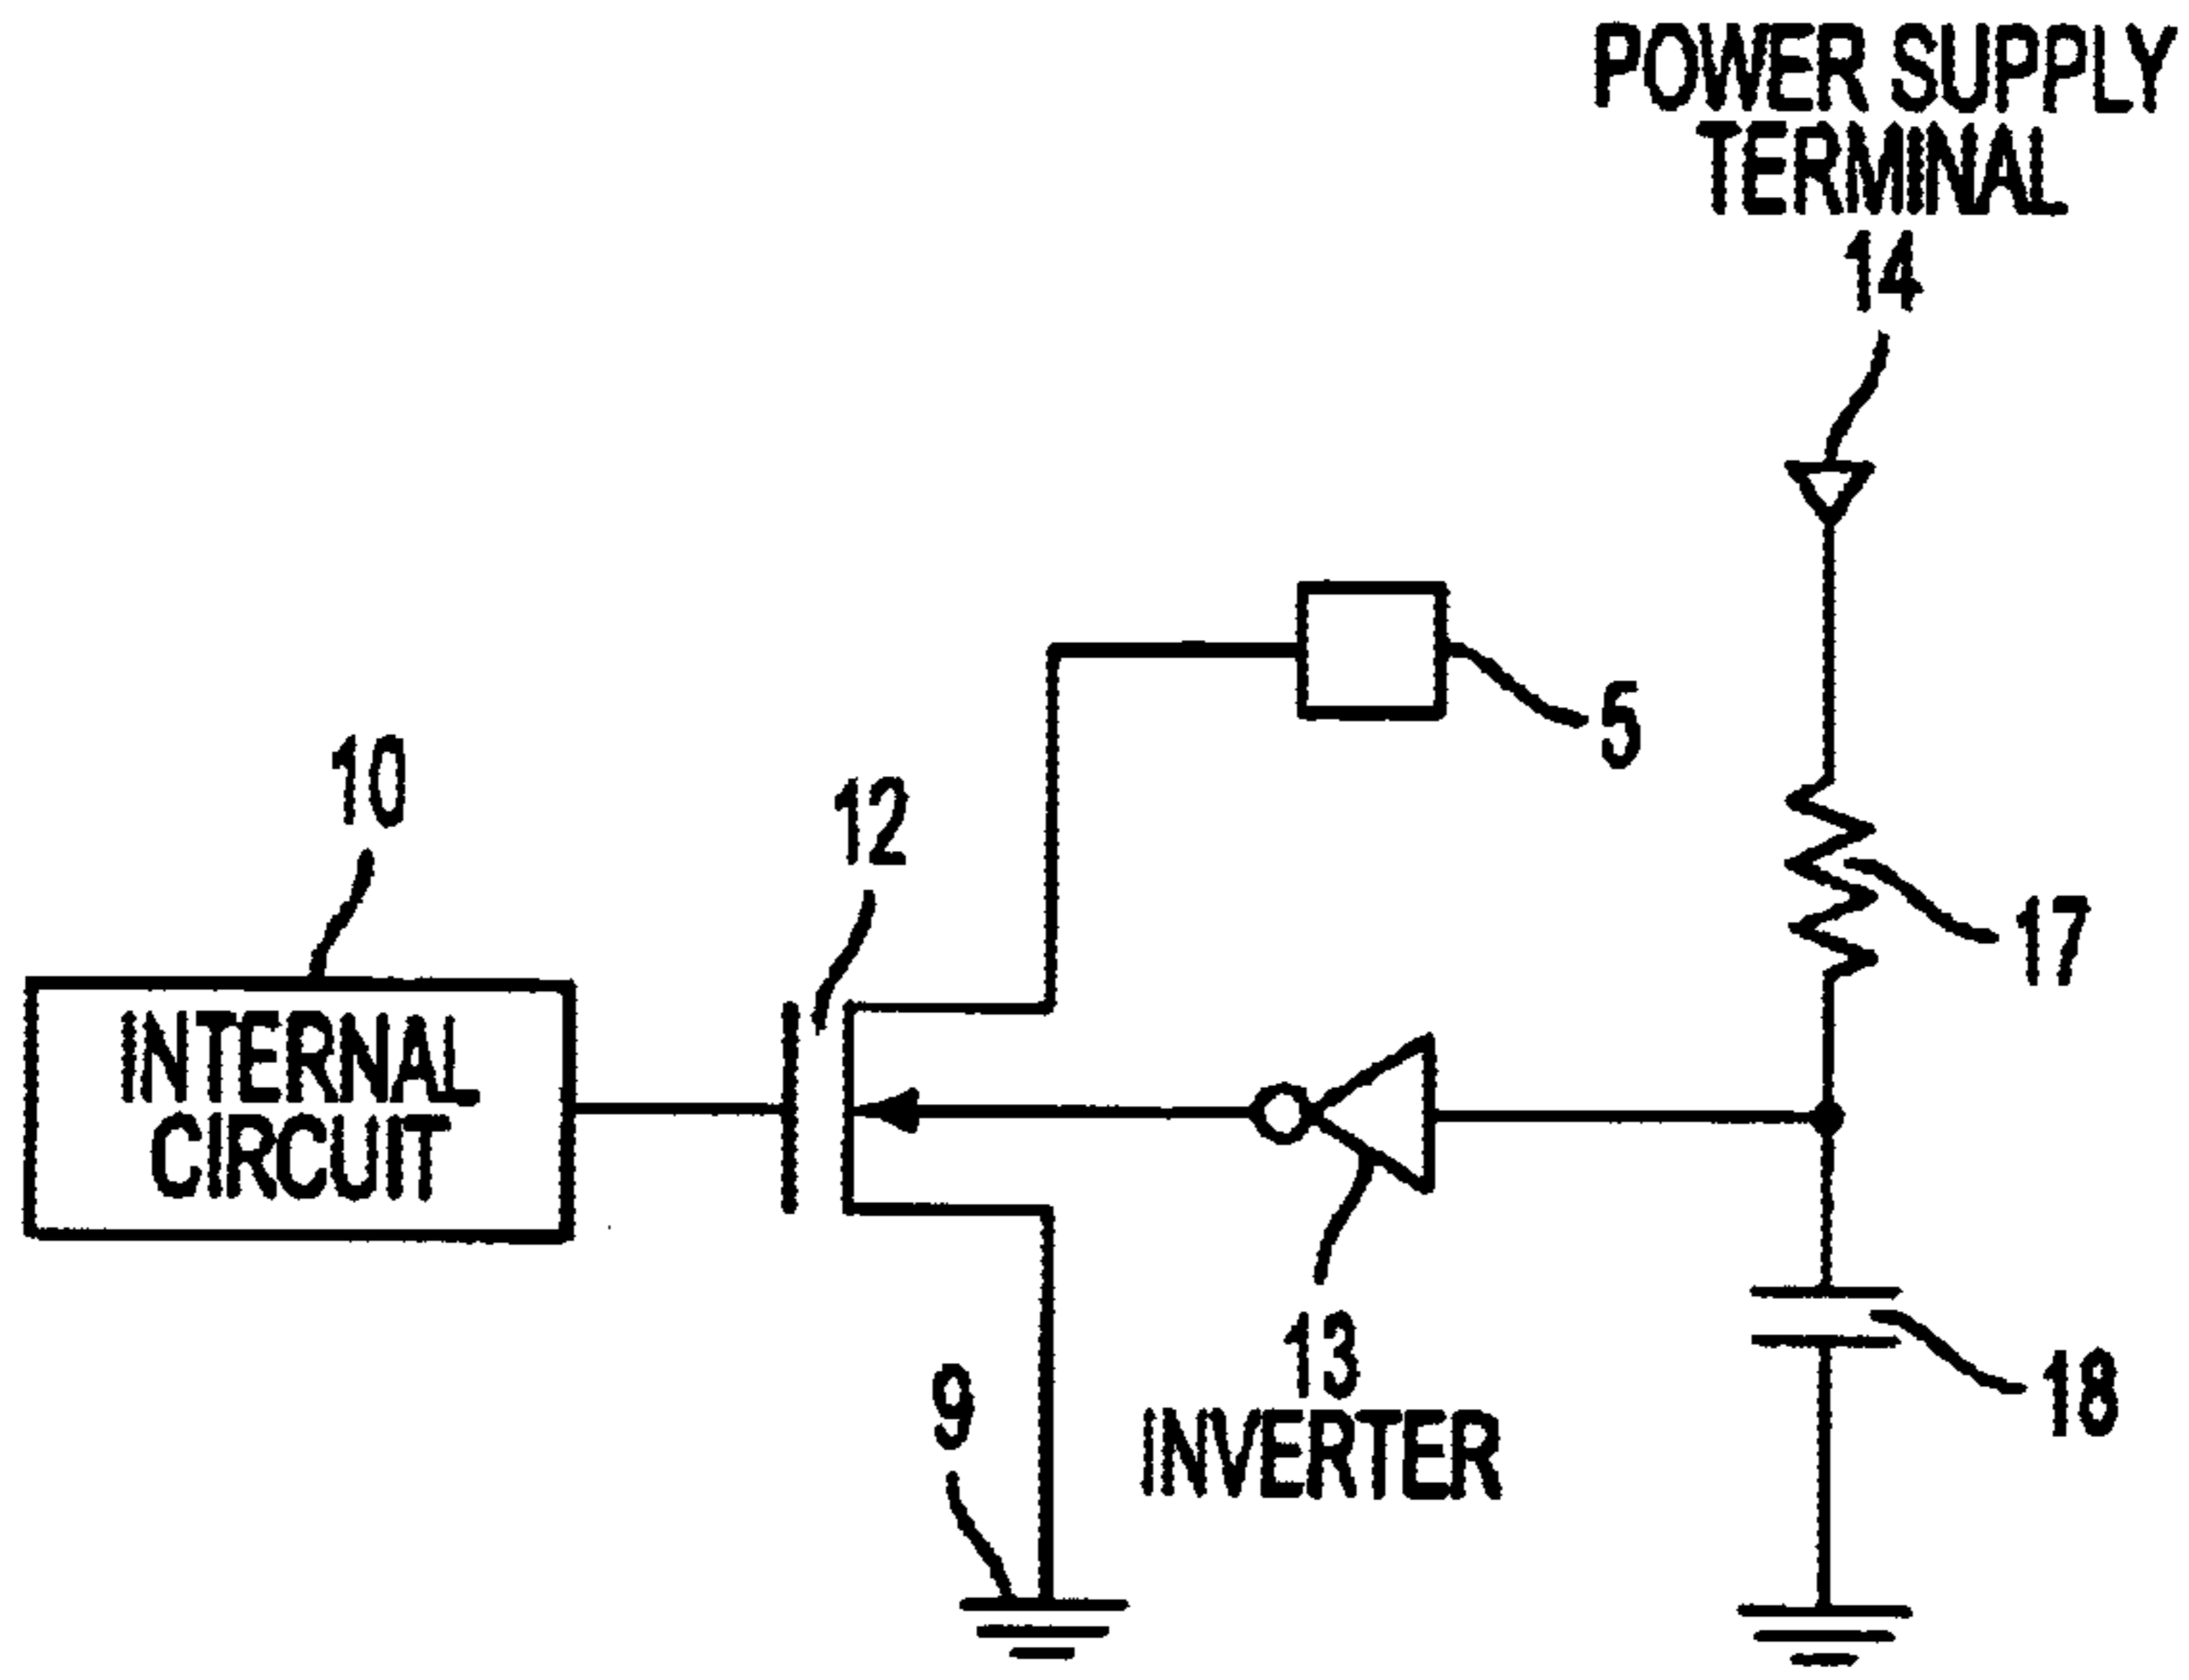 POWER SUPPLY
TERMINAL
14
5
10
12
17
INTERNAL
CIRCUIT
13
INVERTER
9
18